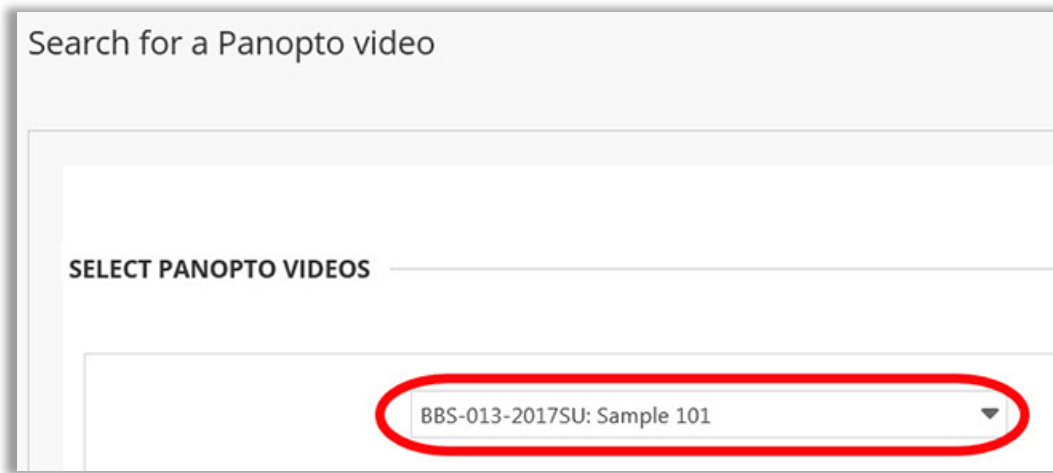 Search for a Panopto video
SELECT PANOPTO VIDEOS
BBS-013-2017SU: Sample 101